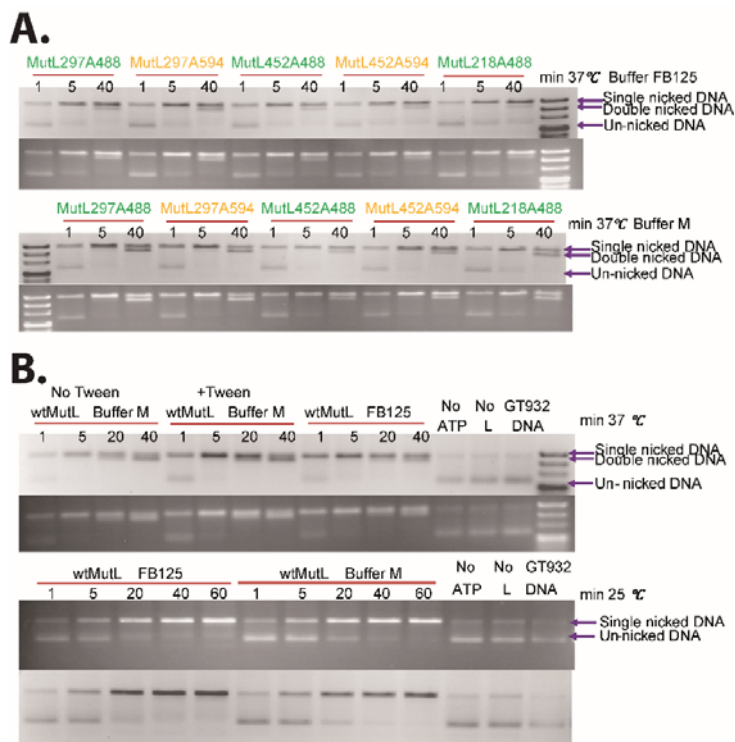 A.
MutL297A488 MutL297A594 MutL452A488 MutL452A594 MutL218A488
min 37℃ Buffer FB125
1 5 40 1 5 40 1 5 40 1 5 40 1 5 40
Single nicked DNA
Double nicked DNA
Un-nicked DNA
MutL297A488 MutL297A594 MutL452A488 MutL452A594 MutL218A488
min 37℃ Buffer M
1 5 40 1 5 40 1 5 40 1 5 40 1 5 40
Single nicked DNA
Double nicked DNA
Un-nicked DNA
B.
No Tween +Tween
wtMutL Buffer M wtMutL Buffer M wtMutL FB125 No ATP No L GT932 DNA
min 37 ℃
1 5 20 40 1 5 20 40 1 5 20 40
Single nicked DNA
Double nicked DNA
Un-nicked DNA
wtMutL FB125 wtMutL Buffer M No ATP No L GT932 DNA
min 25 ℃
1 5 20 40 60 1 5 20 40 60
Single nicked DNA
Un-nicked DNA